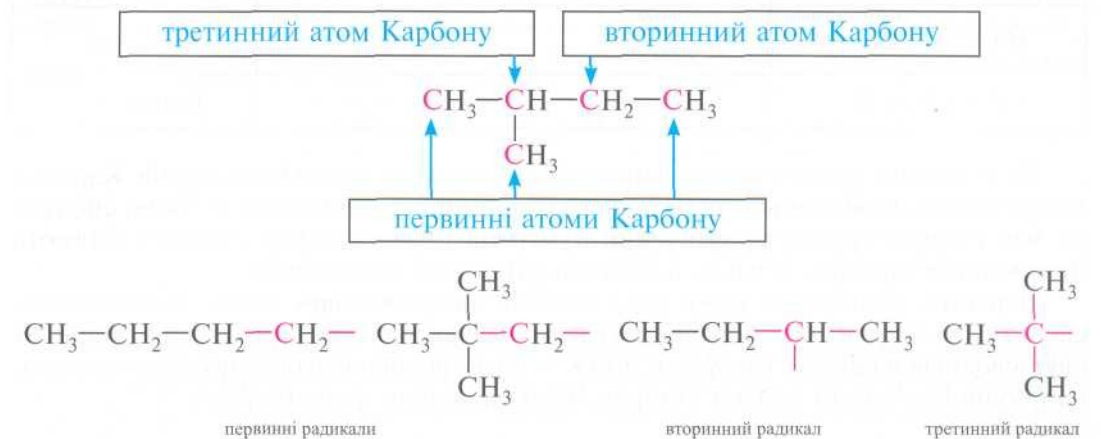 третинний атом Карбону вторинний атом Карбону
CH₃—CH—CH₂—CH₃
CH₃
первинні атоми Карбону
CH₃ CH₃
CH₃—CH₂—CH₂—CH₂— CH₃—C—CH₂— CH₃—CH₂—CH—CH₃ CH₃—C—
CH₃ CH₃
первинні радикали вторинний радикал третинний радикал